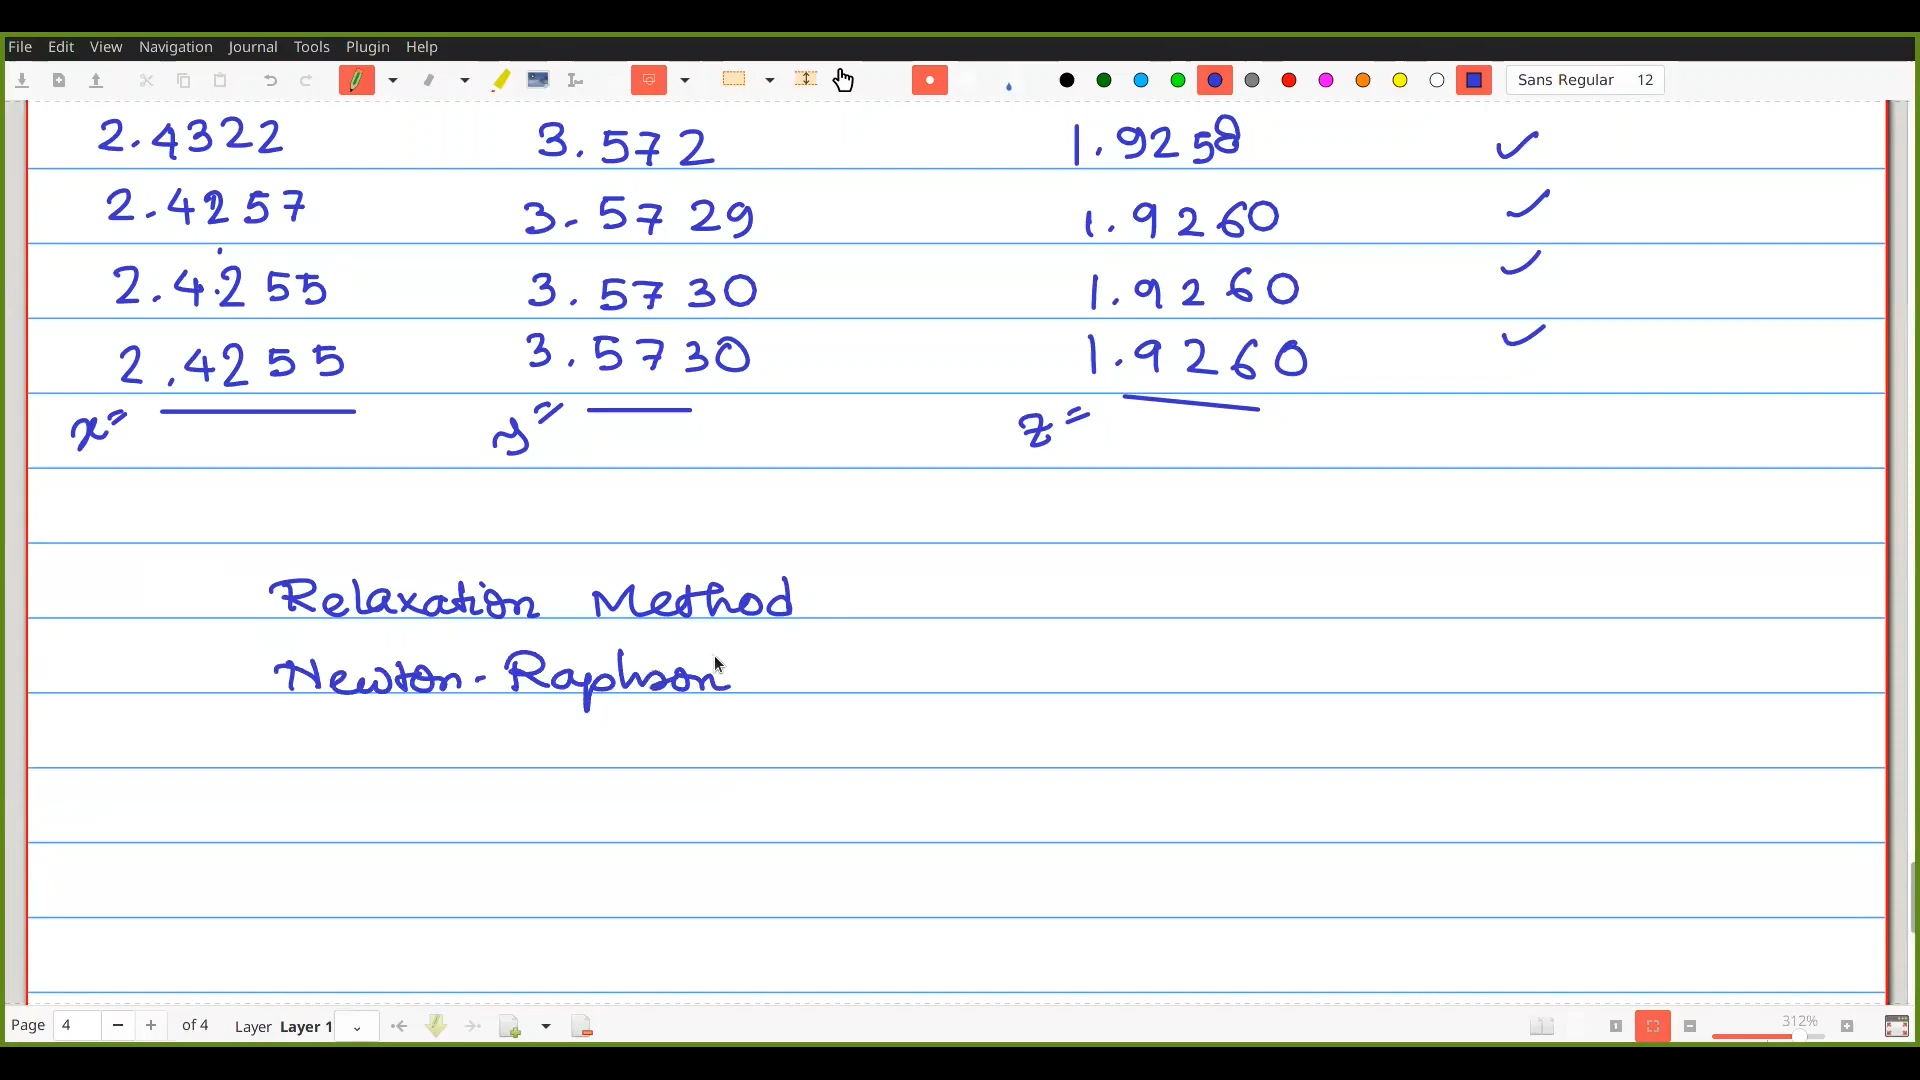 File Edit View Navigation Journal Tools Plugin Help
Sans Regular 12
2.4322 3.572 1.9258 ✓
2.4257 3.5729 1.9260 ✓
2.4255 3.5730 1.9260 ✓
2.4255 3.5730 1.9260 ✓
x= y= z=
Relaxation Method
Newton-Raphson
Page 4 of 4 Layer Layer 1 312%